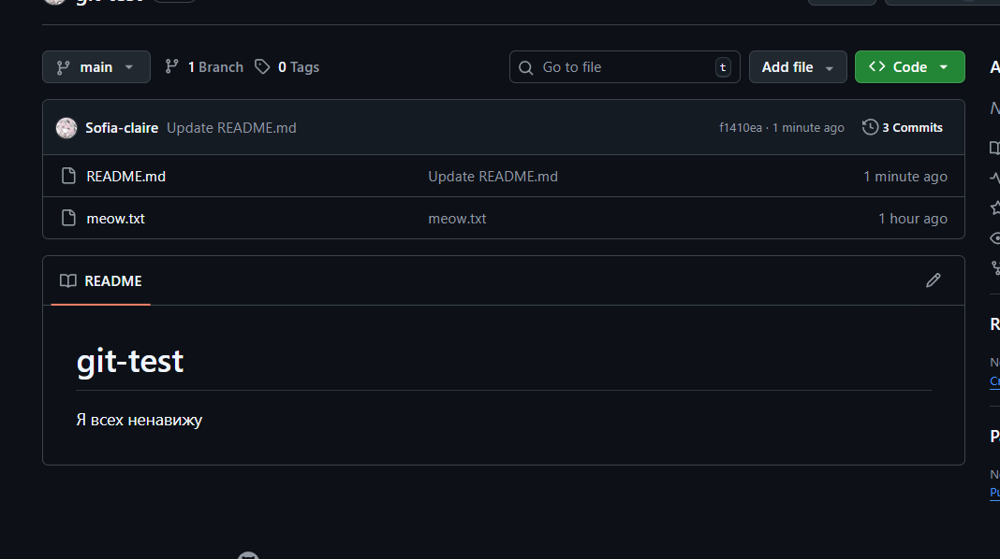 git-test
main
1 Branch
0 Tags
Go to file
t
Add file
Code
Sofia-claire Update README.md
f1410ea · 1 minute ago
3 Commits
README.md Update README.md 1 minute ago
meow.txt meow.txt 1 hour ago
README
git-test
Я всех ненавижу